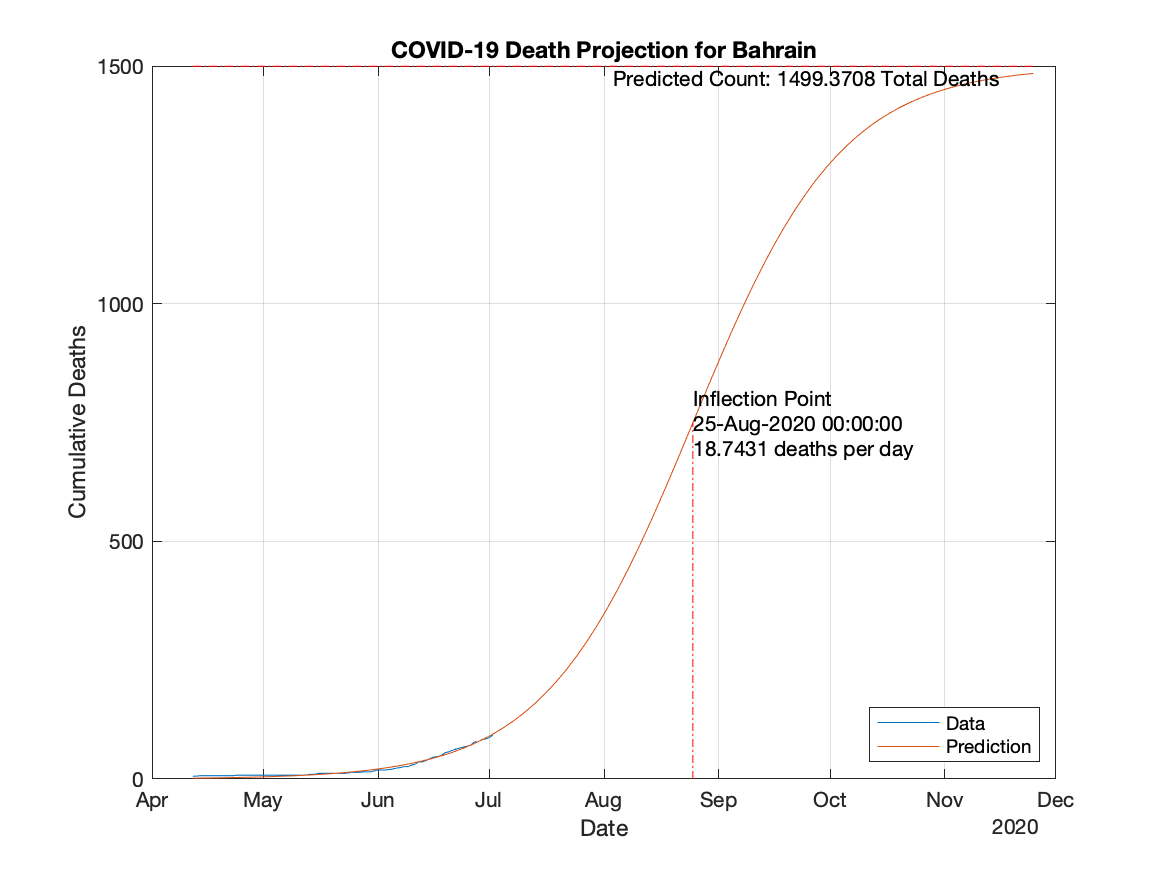 COVID-19 Death Projection for Bahrain
1500
Predicted Count: 1499.3708 Total Deaths
1000
Cumulative Deaths
Inflection Point
25-Aug-2020 00:00:00
18.7431 deaths per day
500
Data
Prediction
0
Apr May Jun Jul Aug Sep Oct Nov Dec
Date
2020